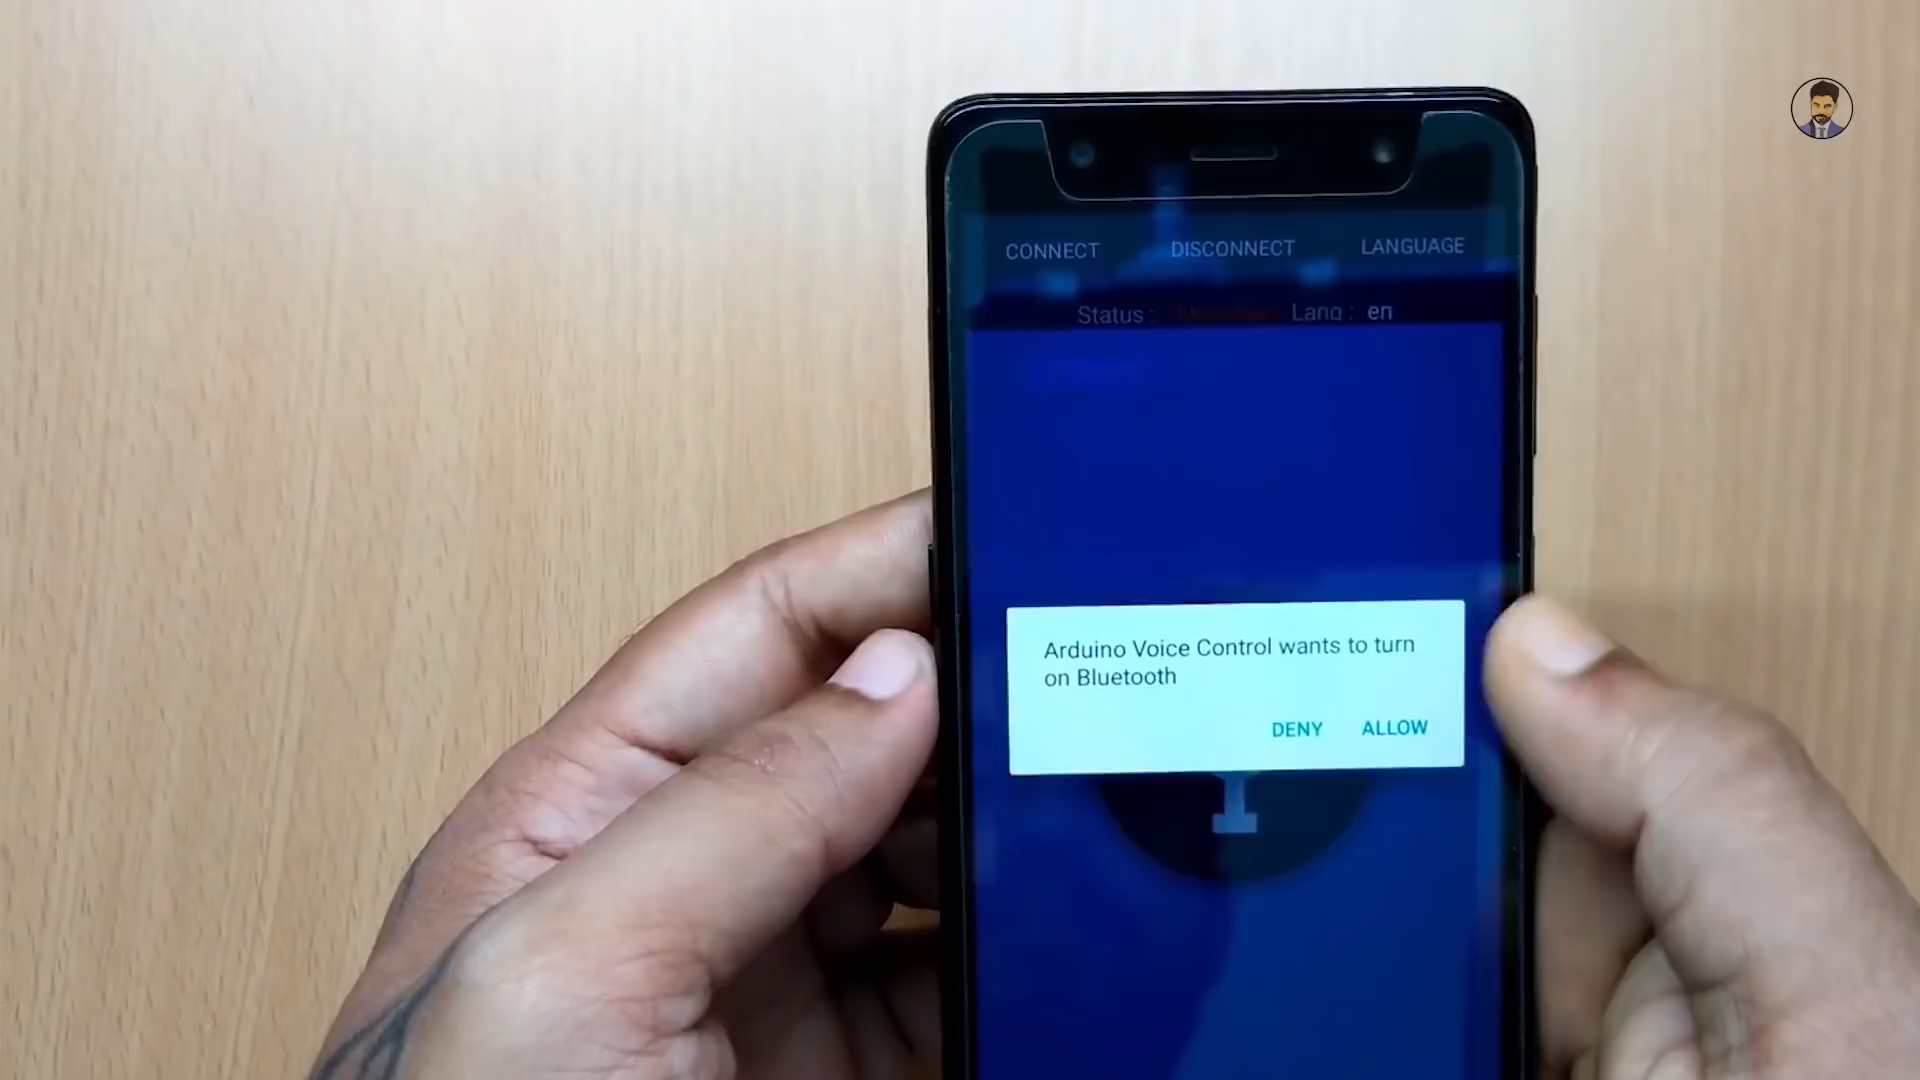 CONNECT DISCONNECT LANGUAGE
Status : Lang : en
Arduino Voice Control wants to turn
on Bluetooth
DENY ALLOW